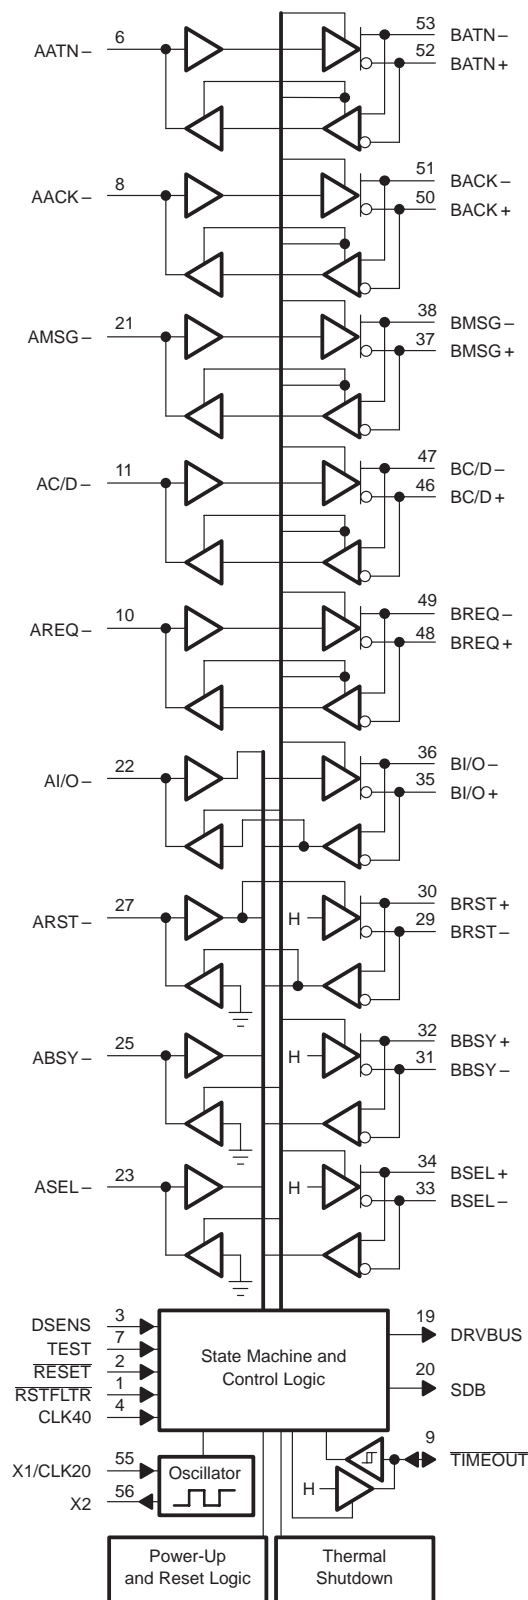 6
AATN–
53
BATN–
52
BATN+
8
AACK–
51
BACK–
50
BACK+
21
AMSG–
38
BMSG–
37
BMSG+
11
AC/D–
47
BC/D–
46
BC/D+
10
AREQ–
49
BREQ–
48
BREQ+
22
AI/O–
36
BI/O–
35
BI/O+
27
ARST–
H
30
BRST+
29
BRST–
25
ABSY–
H
32
BBSY+
31
BBSY–
23
ASEL–
H
34
BSEL+
33
BSEL–
3
DSENS
7
TEST
2
RESET
1
RSTFLTR
4
CLK40
State Machine and
Control Logic
19
DRVBUS
20
SDB
9
TIMEOUT
H
55
X1/CLK20
56
X2
Oscillator
Power-Up
and Reset Logic
Thermal
Shutdown